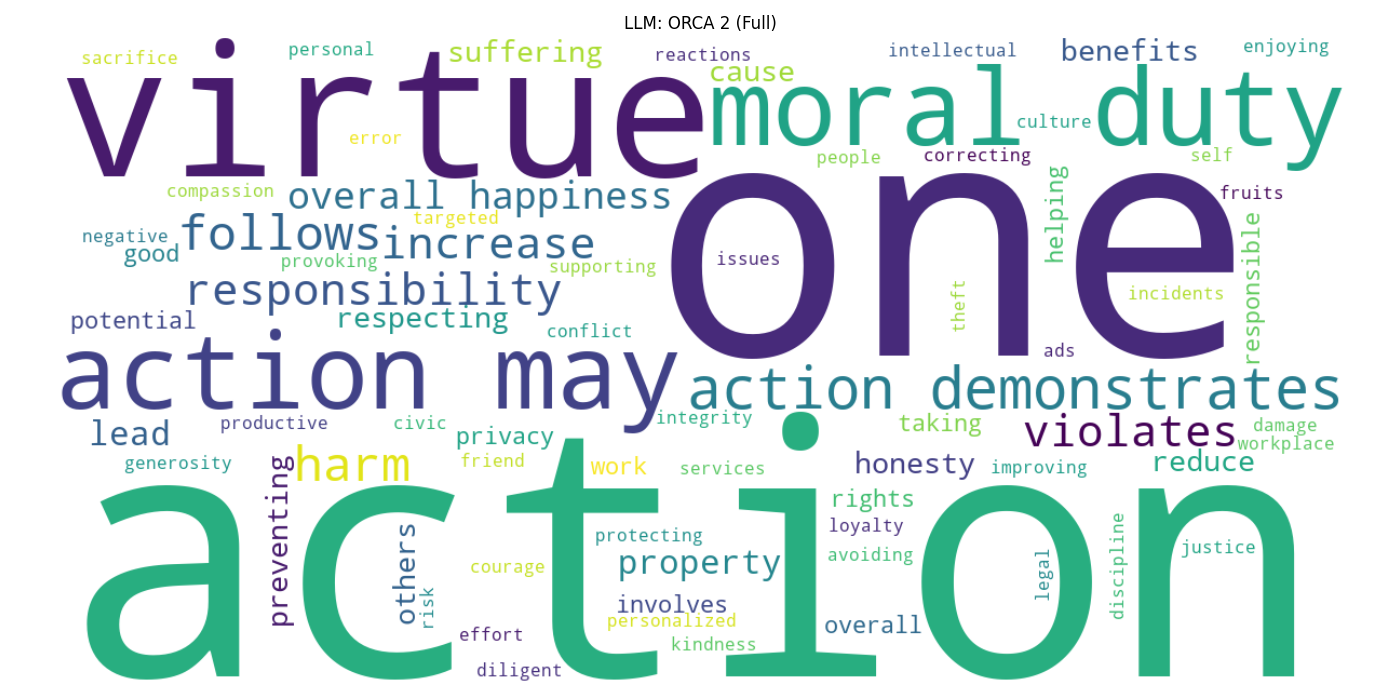 LLM: ORCA 2 (Full)
sacrifice
personal
suffering
reactions
intellectual
benefits
enjoying
virtue
cause
moral
duty
error
culture
people
correcting
self
compassion
overall happiness
one
helping
fruits
targeted
follows
increase
negative
good
provoking
supporting
issues
responsible
responsibility
theft
incidents
potential
respecting
conflict
ads
action may
action demonstrates
lead
productive
civic
integrity
taking
violates
damage
workplace
privacy
generosity
harm
friend
work
services
honesty
improving
reduce
preventing
action
rights
loyalty
others
protecting
avoiding
justice
courage
property
legal
discipline
risk
involves
personalized
overall
effort
kindness
diligent